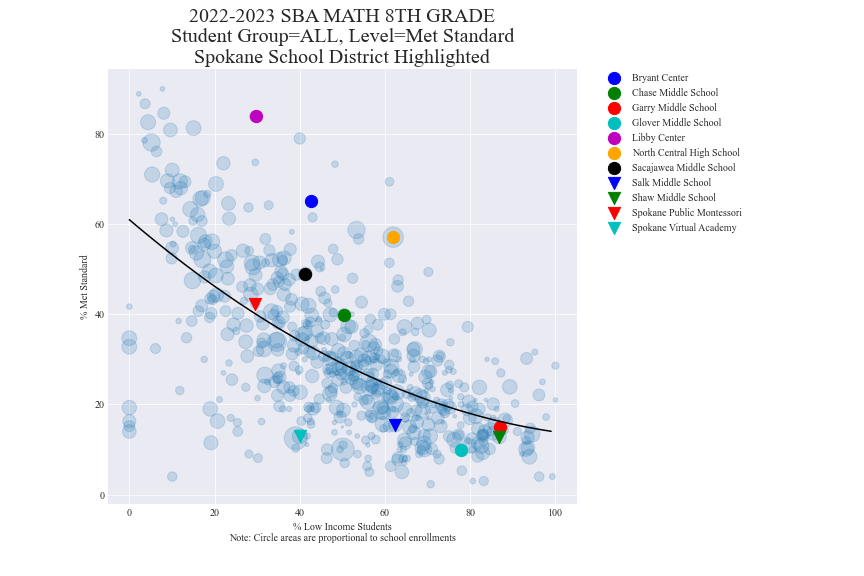 2022-2023 SBA MATH 8TH GRADE
Student Group=ALL, Level=Met Standard
Spokane School District Highlighted
% Met Standard
80
60
40
20
0
0 20 40 60 80 100
% Low Income Students
Note: Circle areas are proportional to school enrollments
Bryant Center
Chase Middle School
Garry Middle School
Glover Middle School
Libby Center
North Central High School
Sacajawea Middle School
Salk Middle School
Shaw Middle School
Spokane Public Montessori
Spokane Virtual Academy